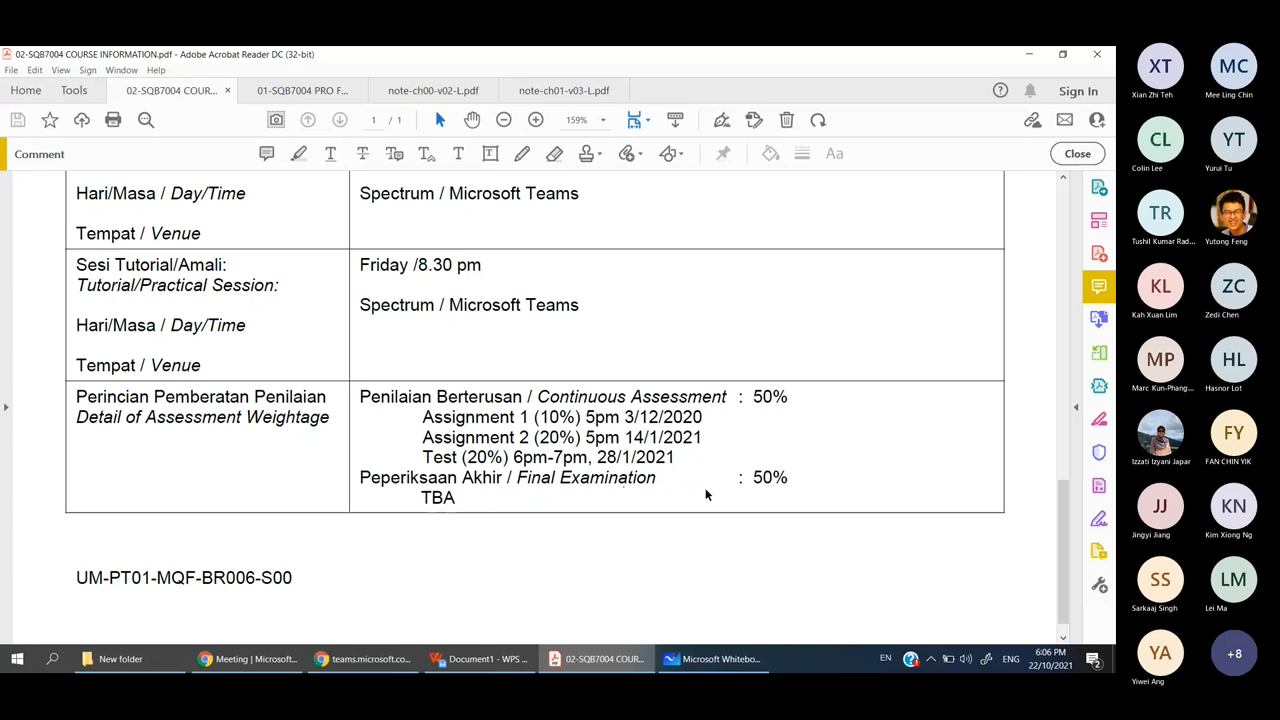 02-SQB7004 COURSE INFORMATION.pdf - Adobe Acrobat Reader DC (32-bit)
File Edit View Sign Window Help
Home Tools 02-SQB7004 COUR... × 01-SQB7004 PRO F... note-ch00-v02-L.pdf note-ch01-v03-L.pdf Sign In
1 / 1 159%
Comment Close
Hari/Masa / Day/Time Spectrum / Microsoft Teams
Tempat / Venue
Sesi Tutorial/Amali: Friday /8.30 pm
Tutorial/Practical Session:
Spectrum / Microsoft Teams
Hari/Masa / Day/Time
Tempat / Venue
Perincian Pemberatan Penilaian Penilaian Berterusan / Continuous Assessment : 50%
Detail of Assessment Weightage Assignment 1 (10%) 5pm 3/12/2020
Assignment 2 (20%) 5pm 14/1/2021
Test (20%) 6pm-7pm, 28/1/2021
Peperiksaan Akhir / Final Examination : 50%
TBA
UM-PT01-MQF-BR006-S00
New folder Meeting | Microsoft... teams.microsoft.co... Document1 - WPS ... 02-SQB7004 COUR... Microsoft Whitebo...
EN ENG 6:06 PM
22/10/2021 2
XT MC
Xian Zhi Teh Mee Ling Chin
CL YT
Colin Lee Yurui Tu
TR
Tushil Kumar Rad... Yutong Feng
KL ZC
Kah Xuan Lim Zedi Chen
MP HL
Marc Kun-Phang... Hasnor Lot
FY
Izzati Izyani Japar FAN CHIN YIK
JJ KN
Jingyi Jiang Kim Xiong Ng
SS LM
Sarkaaj Singh Lei Ma
YA +8
Yiwei Ang